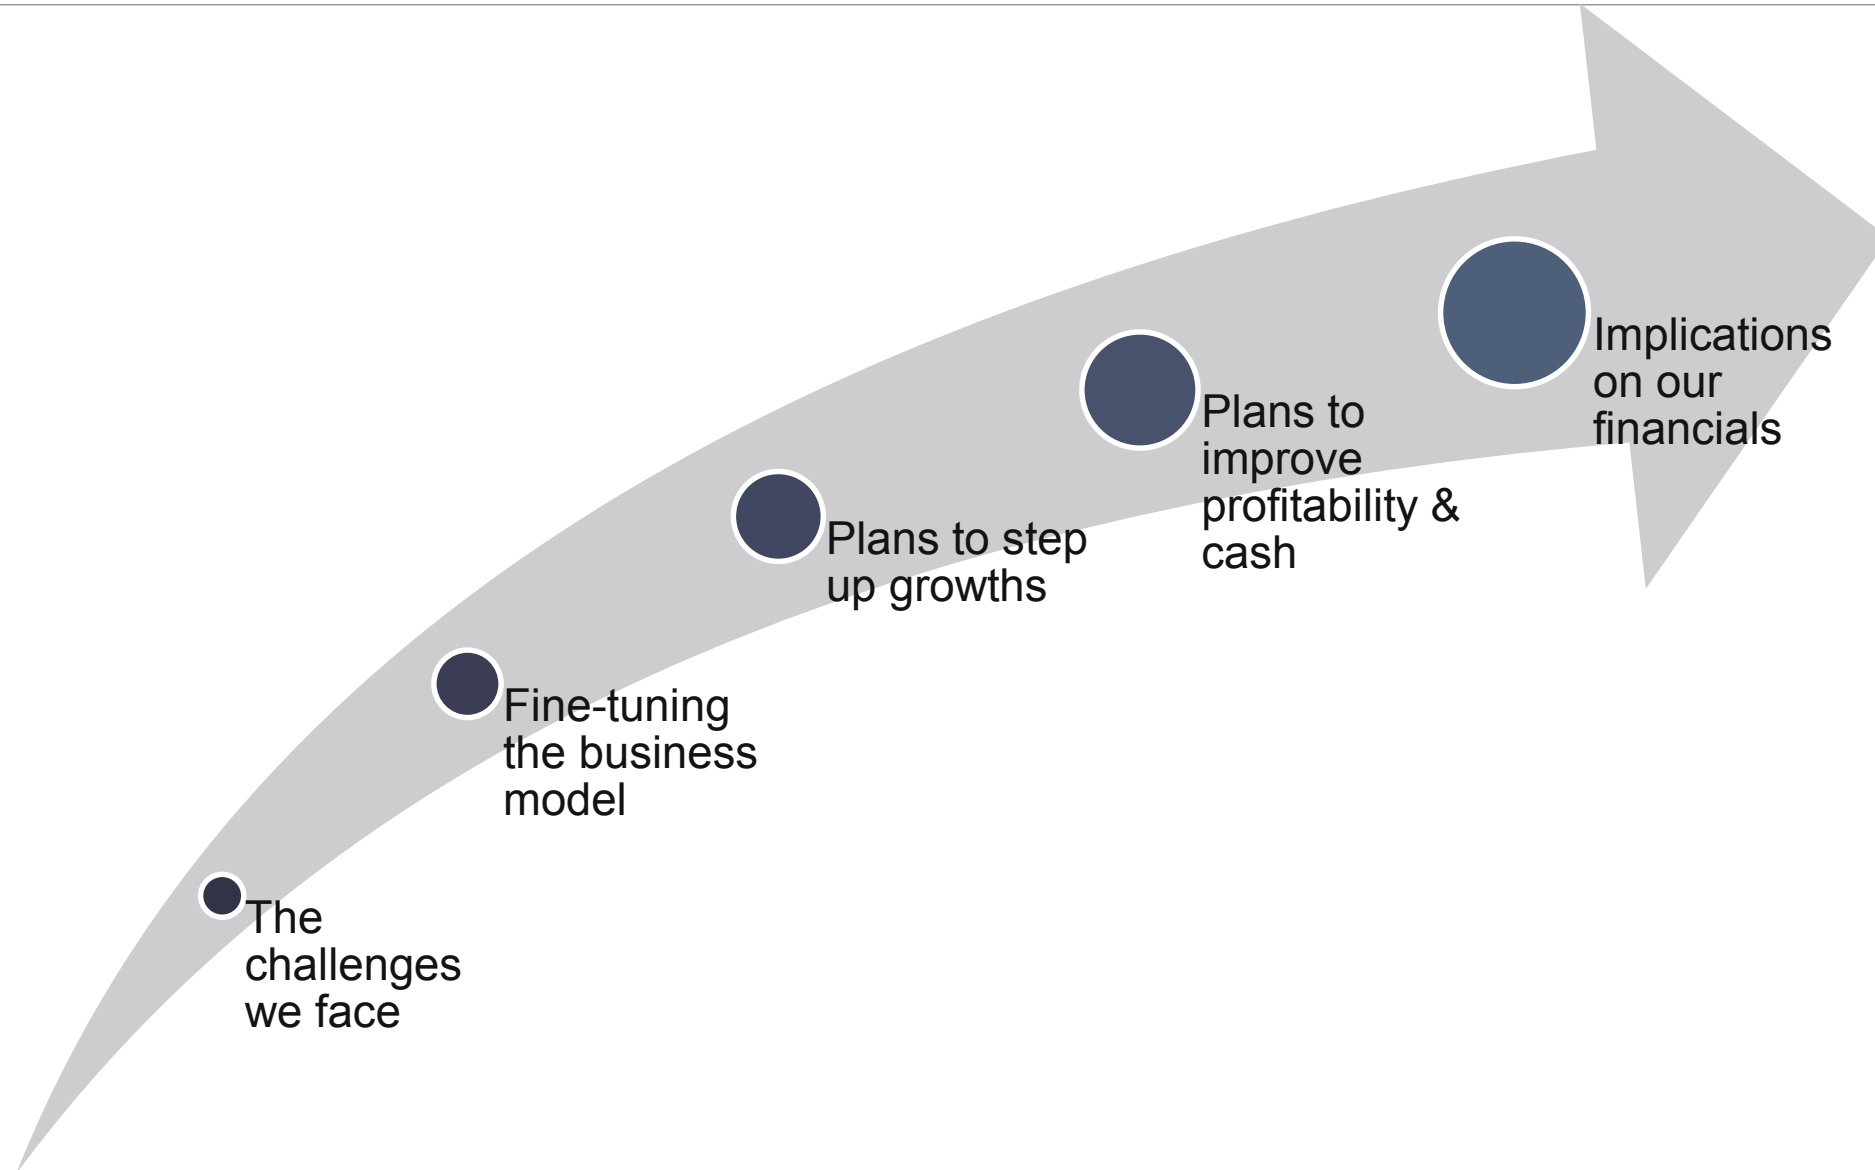 The
challenges
we face
Fine-tuning
the business
model
Plans to step
up growths
Plans to
improve
profitability &
cash
Implications
on our
financials